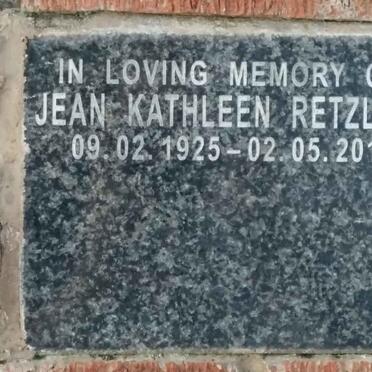 IN LOVING MEMORY
JEAN KATHLEEN RETZL
09.02.1925 – 02.05.201